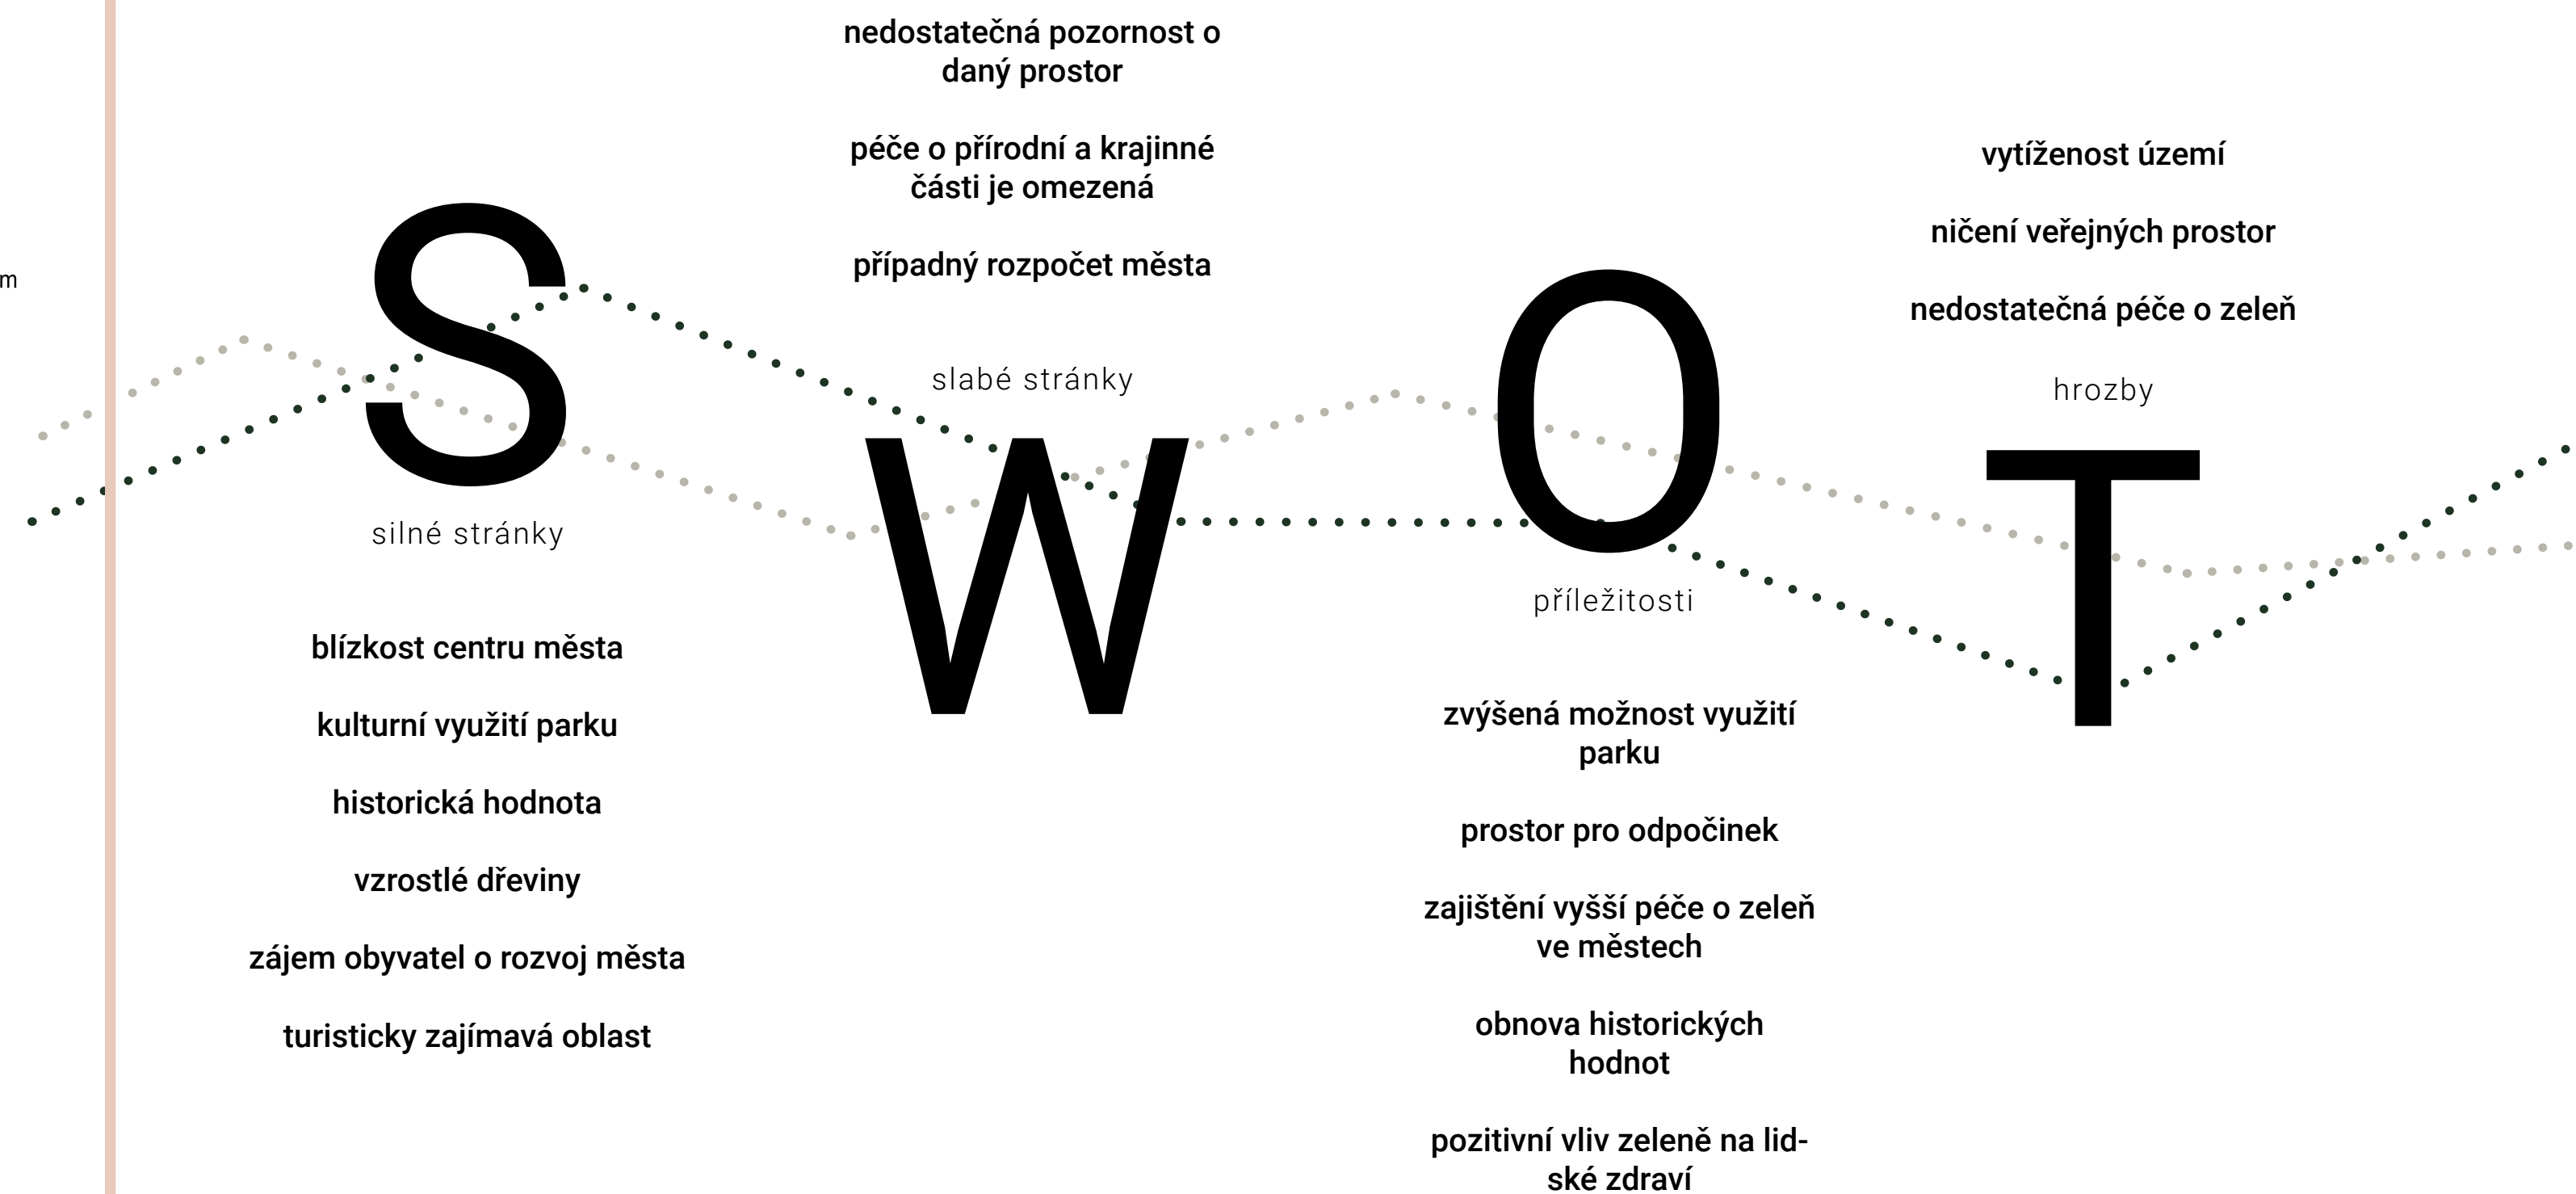 m
S
silné stránky
blízkost centru města
kulturní využití parku
historická hodnota
vzrostlé dřeviny
zájem obyvatel o rozvoj města
turisticky zajímavá oblast
nedostatečná pozornost o
daný prostor
péče o přírodní a krajinné
části je omezená
případný rozpočet města
slabé stránky
W
O
příležitosti
zvýšená možnost využití
parku
prostor pro odpočinek
zajištění vyšší péče o zeleň
ve městech
obnova historických
hodnot
pozitivní vliv zeleně na lid-
ské zdraví
vytíženost území
ničení veřejných prostor
nedostatečná péče o zeleň
hrozby
T